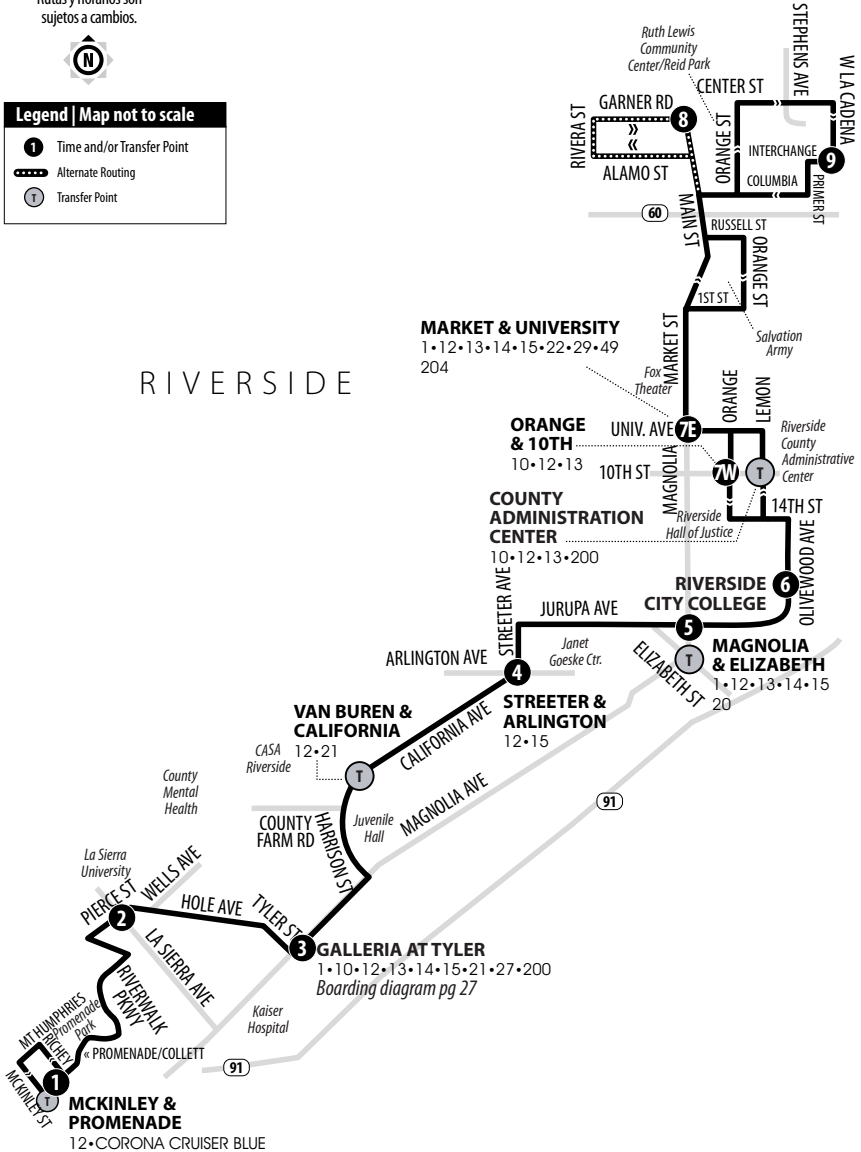 Rutas y horarios son
sujetos a cambios.
N
Legend | Map not to scale
1 Time and/or Transfer Point
Alternate Routing
T Transfer Point
RIVERSIDE
STEPHENS AVE
W LA CADENA
Ruth Lewis
Community
Center/Reid Park
CENTER ST
GARNER RD
8
RIVERA ST
»
«
ALAMO ST
ORANGE ST
INTERCHANGE
9
COLUMBIA
PRIMER ST
MAIN ST
60
RUSSELL ST
ORANGE ST
1ST ST
Salvation
Army
MARKET ST
MARKET & UNIVERSITY
1•12•13•14•15•22•29•49
204
Fox
Theater
ORANGE
LEMON
UNIV. AVE
7E
ORANGE
& 10TH
10•12•13
10TH ST
MAGNOLIA
7W
T
Riverside
County
Administrative
Center
COUNTY
ADMINISTRATION
CENTER
10•12•13•200
14TH ST
Riverside
Hall of Justice
OLIVEWOOD AVE
6
RIVERSIDE
CITY COLLEGE
5
STREETER AVE
JURUPA AVE
Janet
Goeske Ctr.
ELIZABETH ST
T
MAGNOLIA
& ELIZABETH
1•12•13•14•15
20
ARLINGTON AVE
4
STREETER &
ARLINGTON
12•15
VAN BUREN &
CALIFORNIA
12•21
CASA
Riverside
T
CALIFORNIA AVE
MAGNOLIA AVE
91
County
Mental
Health
COUNTY
FARM RD
HARRISON ST
Juvenile
Hall
La Sierra
University
PIERCE ST
WELLS AVE
2
HOLE AVE
TYLER ST
3
GALLERIA AT TYLER
1•10•12•13•14•15•21•27•200
Boarding diagram pg 27
LA SIERRA AVE
Kaiser
Hospital
91
RIVERWALK
PKWY
MT HUMPHRIES
Promenade
Park
RICHEY
« PROMENADE/COLLETT
MCKINLEY ST
1
T
MCKINLEY &
PROMENADE
12•CORONA CRUISER BLUE